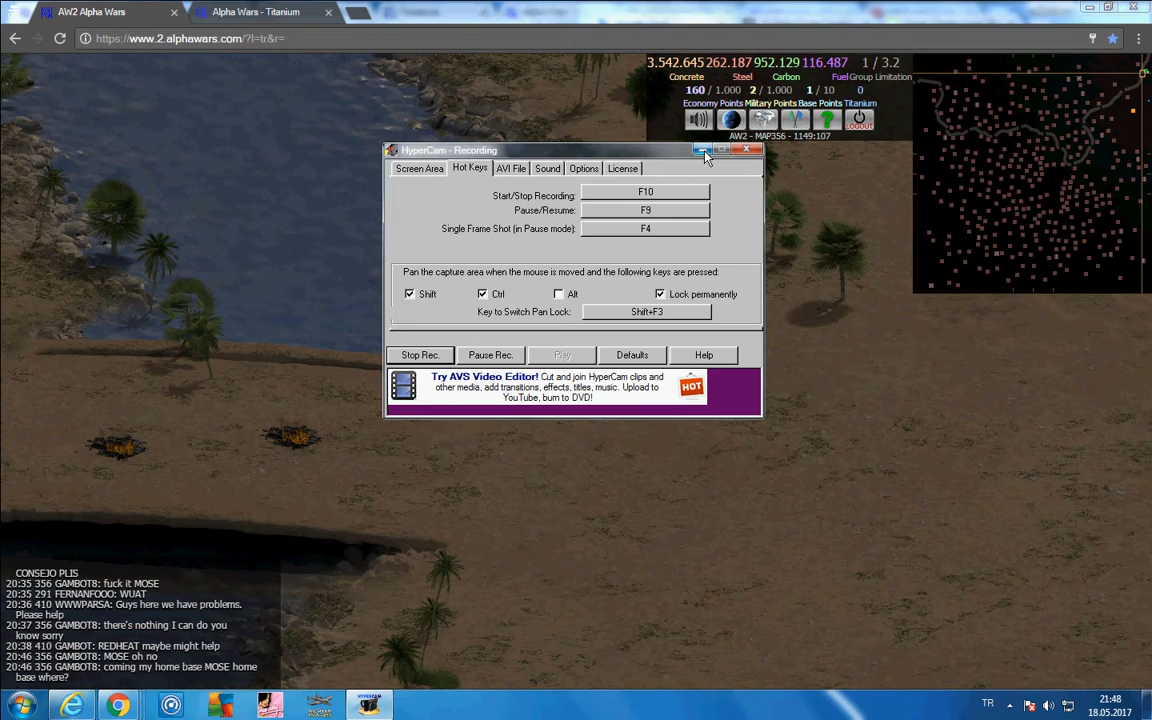 AW2 Alpha Wars
Alpha Wars - Titanium
https://www.2.alphawars.com/?l=tr&r=
3.542.645 262.187 952.129 116.487 1 / 3.2
Concrete Steel Carbon Fuel Group Limitation
160 / 1.000 2 / 1.000 1 / 10 0
Economy Points Military Points Base Points Titanium
LOGOUT
AW2 - MAP356 - 1149:107
HyperCam - Recording
Screen Area Hot Keys AVI File Sound Options License
Start/Stop Recording: F10
Pause/Resume: F9
Single Frame Shot (in Pause mode): F4
Pan the capture area when the mouse is moved and the following keys are pressed:
Shift Ctrl Alt Lock permanently
Key to Switch Pan Lock: Shift+F3
Stop Rec. Pause Rec. Play Defaults Help
Try AVS Video Editor! Cut and join HyperCam clips and
other media, add transitions, effects, titles, music. Upload to
YouTube, burn to DVD!
HOT
CONSEJO PLIS
20:35 356 GAMBOT8: fuck it MOSE
20:35 291 FERNANFOOO: WUAT
20:36 410 WWWPARSA: Guys here we have problems.
Please help
20:37 356 GAMBOT8: there's nothing I can do you
know sorry
20:38 410 GAMBOT: REDHEAT maybe might help
20:46 356 GAMBOT8: MOSE oh no
20:46 356 GAMBOT8: coming my home base MOSE home
base where?
HYPERCAM
TR
21:48
18.05.2017